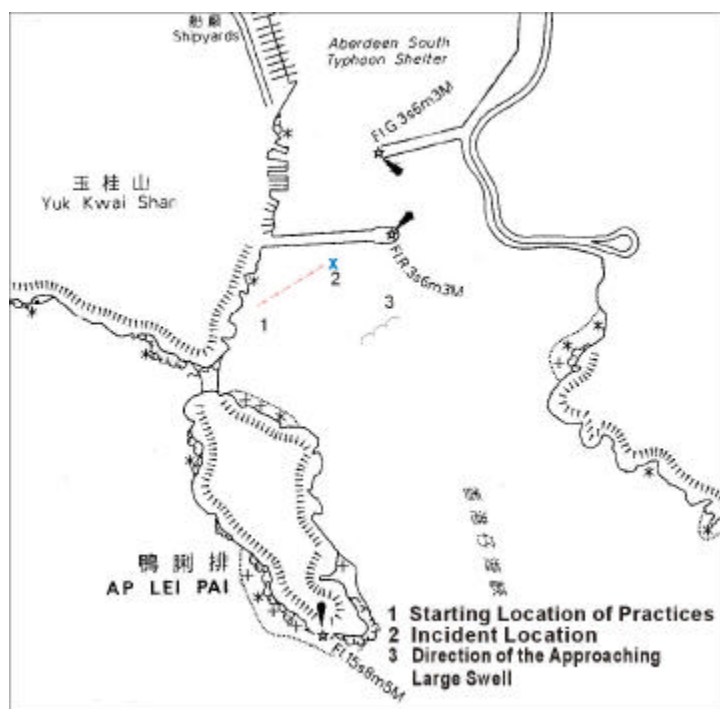 船廠
Shipyards
Aberdeen South
Typhoon Shelter
Fl.G.3s6m3M
玉桂山
Yuk Kwai Shan
Fl.R.3s6m3M
x
2
3
1
鴨脷排
AP LEI PAI
Fl.15s8m5M
1 Starting Location of Practices
2 Incident Location
3 Direction of the Approaching
Large Swell